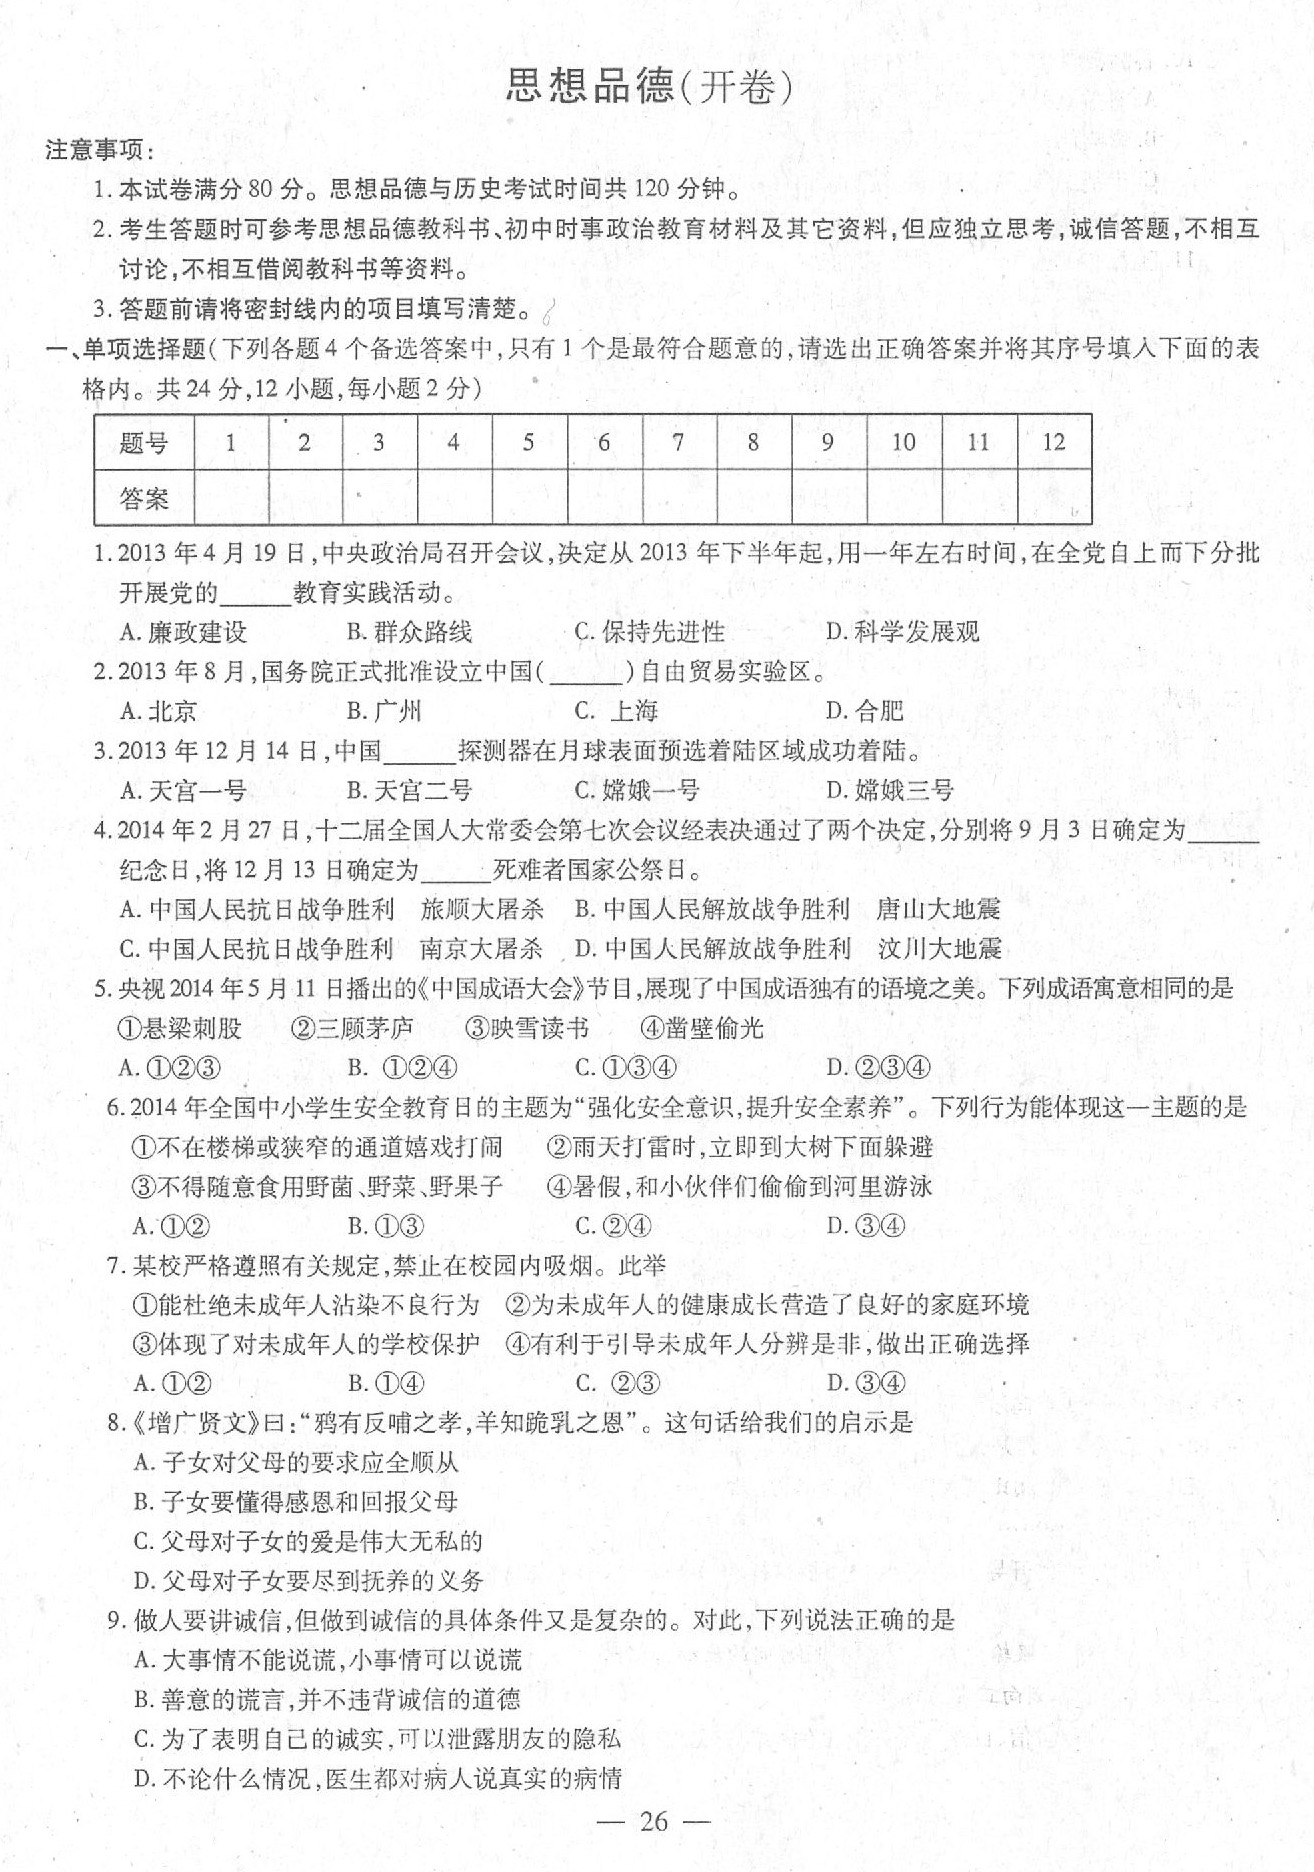 思想品德(开卷)
注意事项:
1.本试卷满分80分。思想品德与历史考试时间共120分钟。
2.考生答题时可参考思想品德教科书、初中时事政治教育材料及其它资料,但应独立思考,诚信答题,不相互
讨论,不相互借阅教科书等资料。
3.答题前请将密封线内的项目填写清楚。
一、单项选择题(下列各题4个备选答案中,只有1个是最符合题意的,请选出正确答案并将其序号填入下面的表
格内。共24分,12小题,每小题2分)
题号 1 2 3 4 5 6 7 8 9 10 11 12
答案
1.2013年4月19日,中央政治局召开会议,决定从2013年下半年起,用一年左右时间,在全党自上而下分批
开展党的______教育实践活动。
A.廉政建设 B.群众路线 C.保持先进性 D.科学发展观
2.2013年8月,国务院正式批准设立中国(______)自由贸易实验区。
A.北京 B.广州 C. 上海 D.合肥
3.2013年12月14日,中国______探测器在月球表面预选着陆区域成功着陆。
A.天宫一号 B.天宫二号 C.嫦娥一号 D.嫦娥三号
4.2014年2月27日,十二届全国人大常委会第七次会议经表决通过了两个决定,分别将9月3日确定为______
纪念日,将12月13日确定为______死难者国家公祭日。
A.中国人民抗日战争胜利 旅顺大屠杀 B.中国人民解放战争胜利 唐山大地震
C.中国人民抗日战争胜利 南京大屠杀 D.中国人民解放战争胜利 汶川大地震
5.央视2014年5月11日播出的《中国成语大会》节目,展现了中国成语独有的语境之美。下列成语寓意相同的是
①悬梁刺股 ②三顾茅庐 ③映雪读书 ④凿壁偷光
A.①②③ B. ①②④ C.①③④ D.②③④
6.2014年全国中小学生安全教育日的主题为“强化安全意识,提升安全素养”。下列行为能体现这一主题的是
①不在楼梯或狭窄的通道嬉戏打闹 ②雨天打雷时,立即到大树下面躲避
③不得随意食用野菌、野菜、野果子 ④暑假,和小伙伴们偷偷到河里游泳
A.①② B.①③ C.②④ D.③④
7.某校严格遵照有关规定,禁止在校园内吸烟。此举
①能杜绝未成年人沾染不良行为 ②为未成年人的健康成长营造了良好的家庭环境
③体现了对未成年人的学校保护 ④有利于引导未成年人分辨是非,做出正确选择
A.①② B.①④ C. ②③ D.③④
8.《增广贤文》曰:“鸦有反哺之孝,羊知跪乳之恩”。这句话给我们的启示是
A.子女对父母的要求应全顺从
B.子女要懂得感恩和回报父母
C.父母对子女的爱是伟大无私的
D.父母对子女要尽到抚养的义务
9.做人要讲诚信,但做到诚信的具体条件又是复杂的。对此,下列说法正确的是
A.大事情不能说谎,小事情可以说谎
B.善意的谎言,并不违背诚信的道德
C.为了表明自己的诚实,可以泄露朋友的隐私
D.不论什么情况,医生都对病人说真实的病情
— 26 —